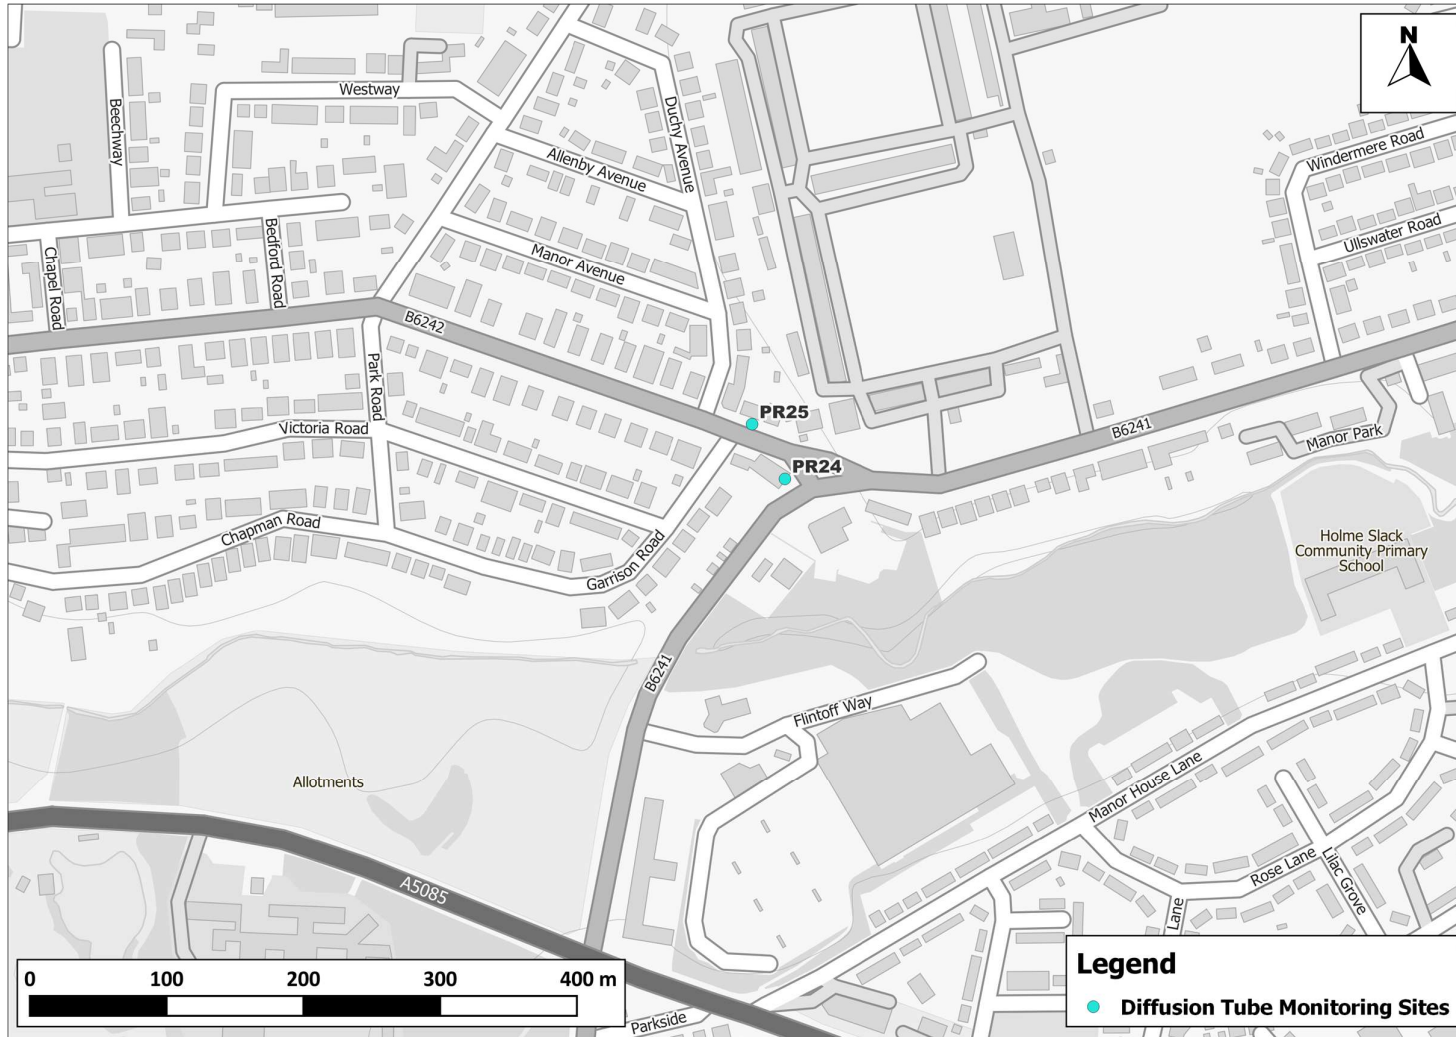 N
Westway
Beechway
Duchy Avenue
Allenby Avenue
Windermere Road
Ullswater Road
Bedford Road
Chapel Road
Manor Avenue
B6242
Park Road
PR25
Victoria Road
B6241
Manor Park
PR24
Chapman Road
Garrison Road
Holme Slack
Community Primary
School
B6241
Flintoff Way
Allotments
Manor House Lane
A5085
Rose Lane
Lilac Grove
Lane
0 100 200 300 400 m
Parkside
Legend
Diffusion Tube Monitoring Sites